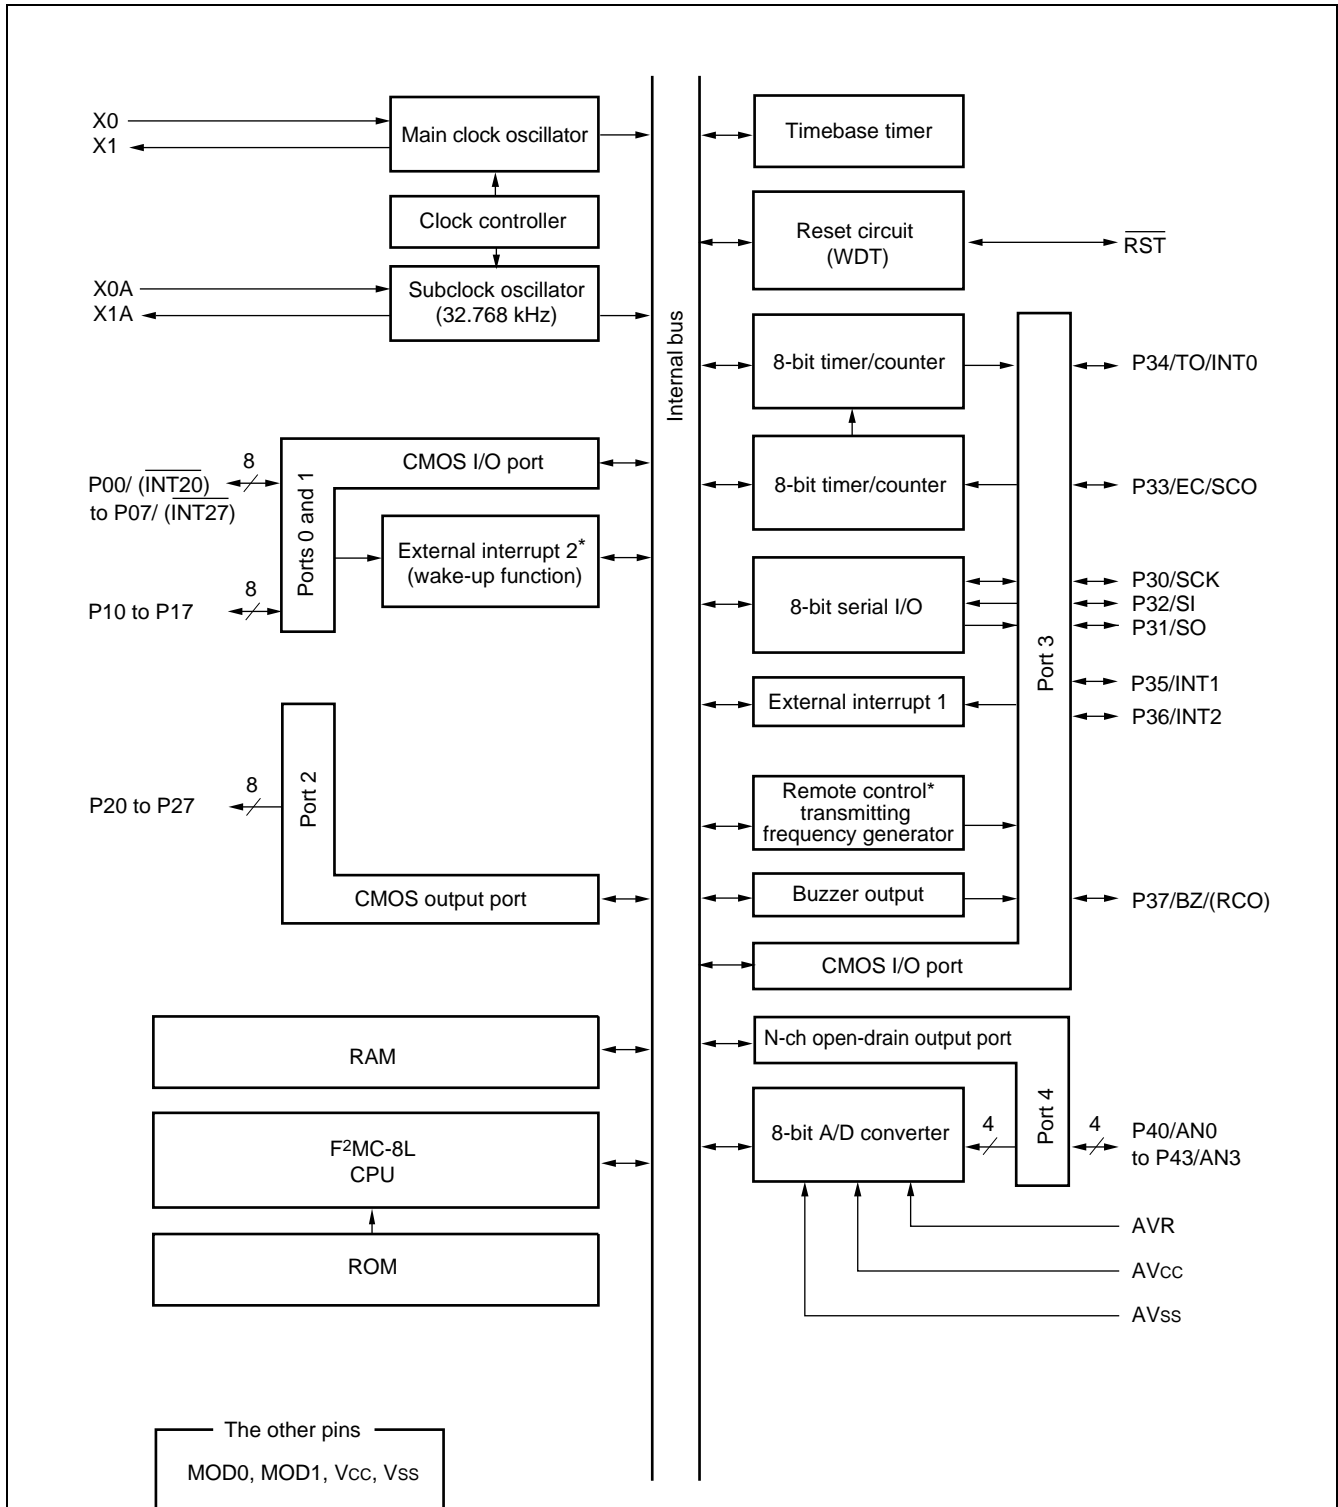 X0
X1
Main clock oscillator
Clock controller
X0A
X1A
Subclock oscillator
(32.768 kHz)
8
P00/ (INT20)
to P07/ (INT27)
Ports 0 and 1
CMOS I/O port
External interrupt 2*
(wake-up function)
8
P10 to P17
8
P20 to P27
Port 2
CMOS output port
RAM
F2MC-8L
CPU
ROM
The other pins
MOD0, MOD1, VCC, VSS
Internal bus
Timebase timer
Reset circuit
(WDT)
RST
8-bit timer/counter
P34/TO/INT0
8-bit timer/counter
P33/EC/SCO
8-bit serial I/O
P30/SCK
P32/SI
P31/SO
Port 3
External interrupt 1
P35/INT1
P36/INT2
Remote control*
transmitting
frequency generator
Buzzer output
P37/BZ/(RCO)
CMOS I/O port
N-ch open-drain output port
8-bit A/D converter
4
Port 4
4
P40/AN0
to P43/AN3
AVR
AVCC
AVSS